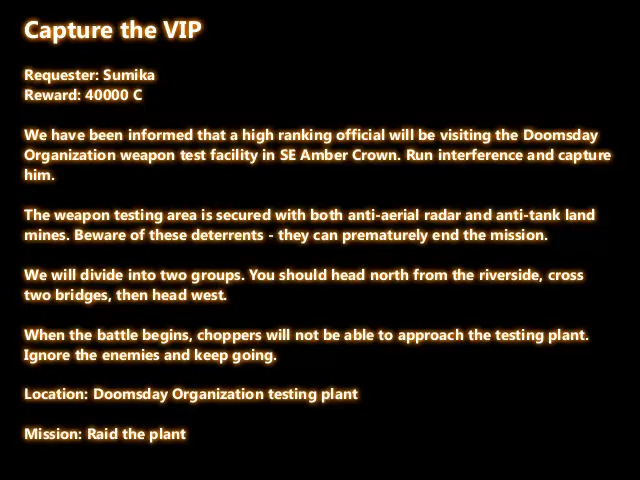 Capture the VIP
Requester: Sumika
Reward: 40000 C
We have been informed that a high ranking official will be visiting the Doomsday
Organization weapon test facility in SE Amber Crown. Run interference and capture
him.
The weapon testing area is secured with both anti-aerial radar and anti-tank land
mines. Beware of these deterrents - they can prematurely end the mission.
We will divide into two groups. You should head north from the riverside, cross
two bridges, then head west.
When the battle begins, choppers will not be able to approach the testing plant.
Ignore the enemies and keep going.
Location: Doomsday Organization testing plant
Mission: Raid the plant